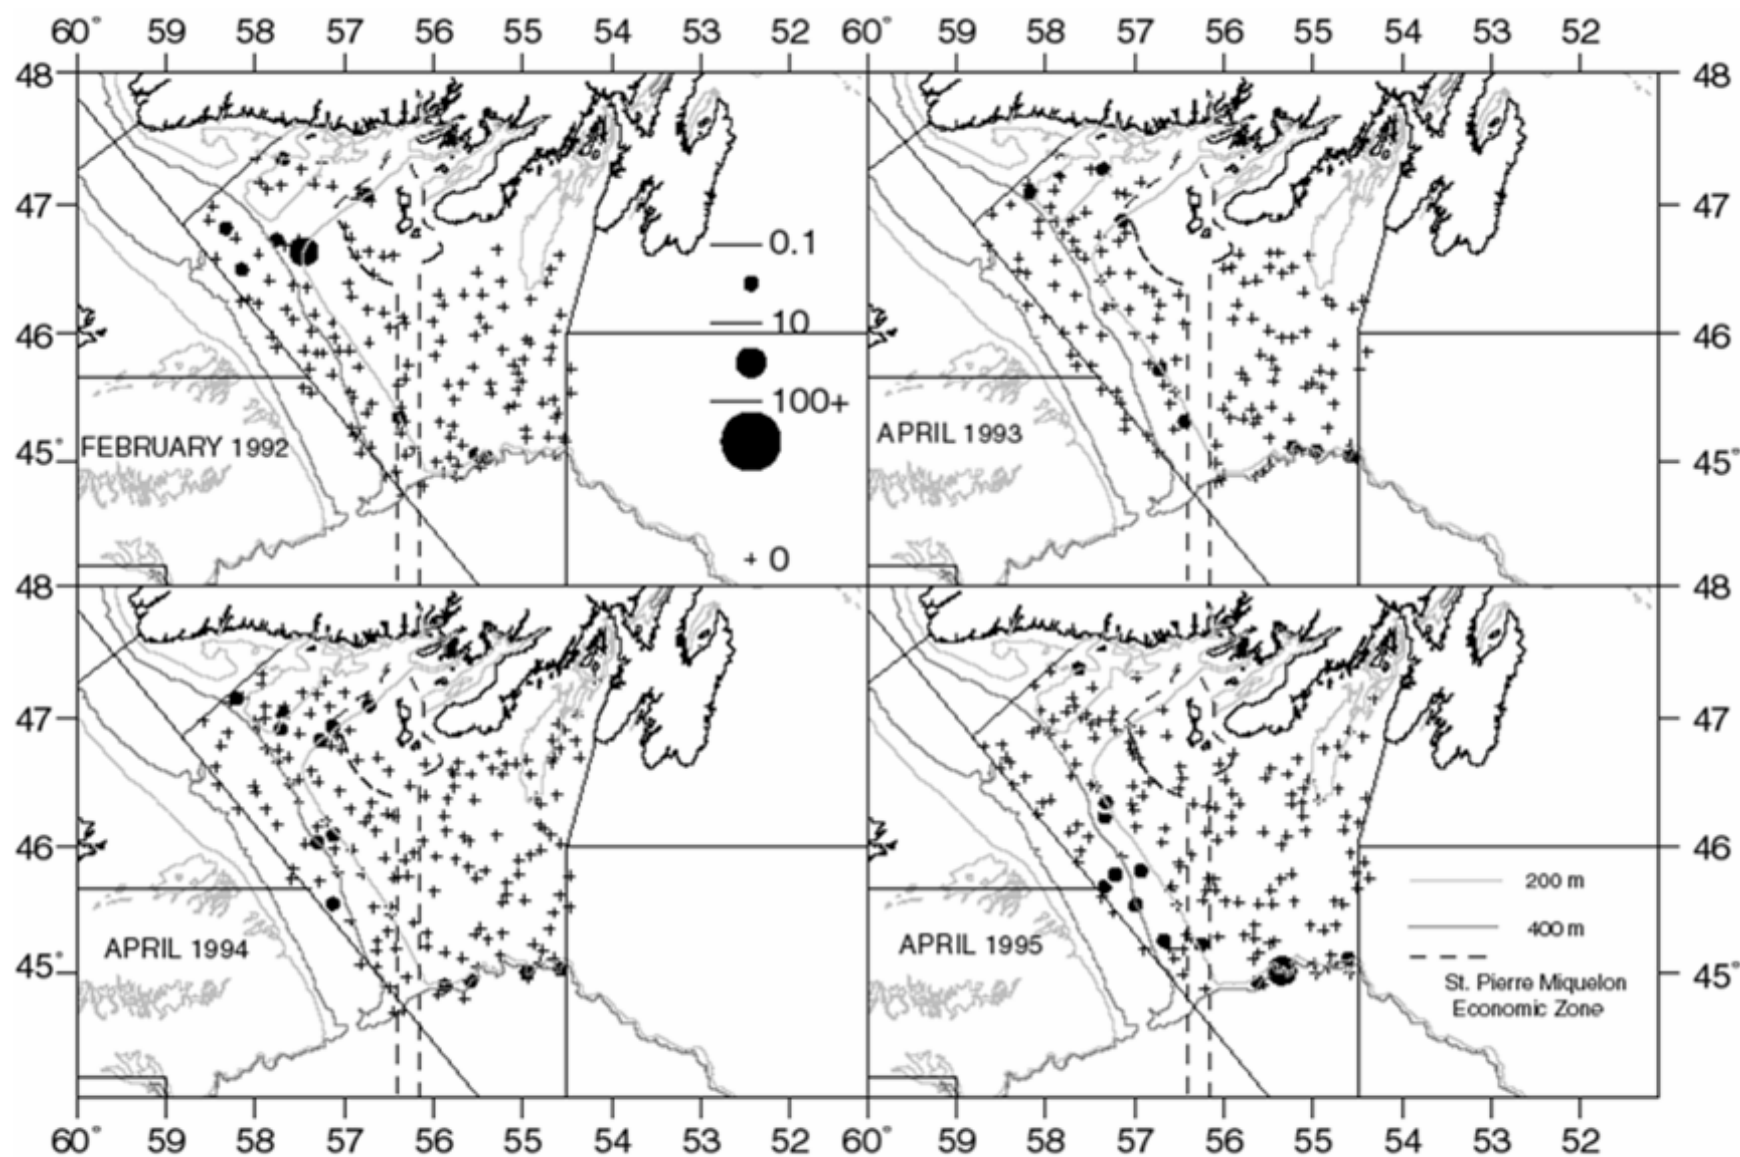 60° 59 58 57 56 55 54 53 52 60° 59 58 57 56 55 54 53 52
48 48
47 47
0.1
10
46 46
100+
FEBRUARY 1992
APRIL 1993
45° 45°
0
48 48
47 47
46 46
200 m
400 m
APRIL 1994
APRIL 1995
45° 45°
St. Pierre Miquelon
Economic Zone
60° 59 58 57 56 55 54 53 52 60° 59 58 57 56 55 54 53 52